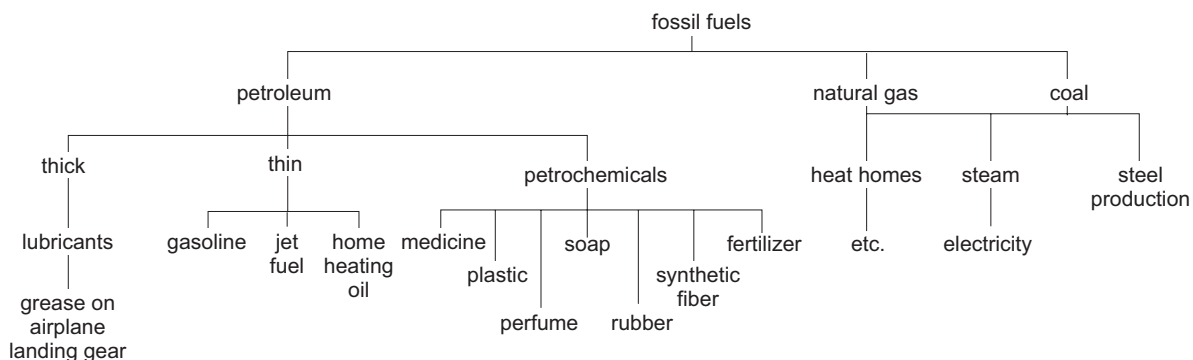 fossil fuels
petroleum
natural gas
coal
thick
thin
petrochemicals
heat homes
steam
steel
production
lubricants
gasoline
jet
fuel
home
heating
oil
medicine
plastic
perfume
soap
rubber
synthetic
fiber
fertilizer
etc.
electricity
grease on
airplane
landing gear